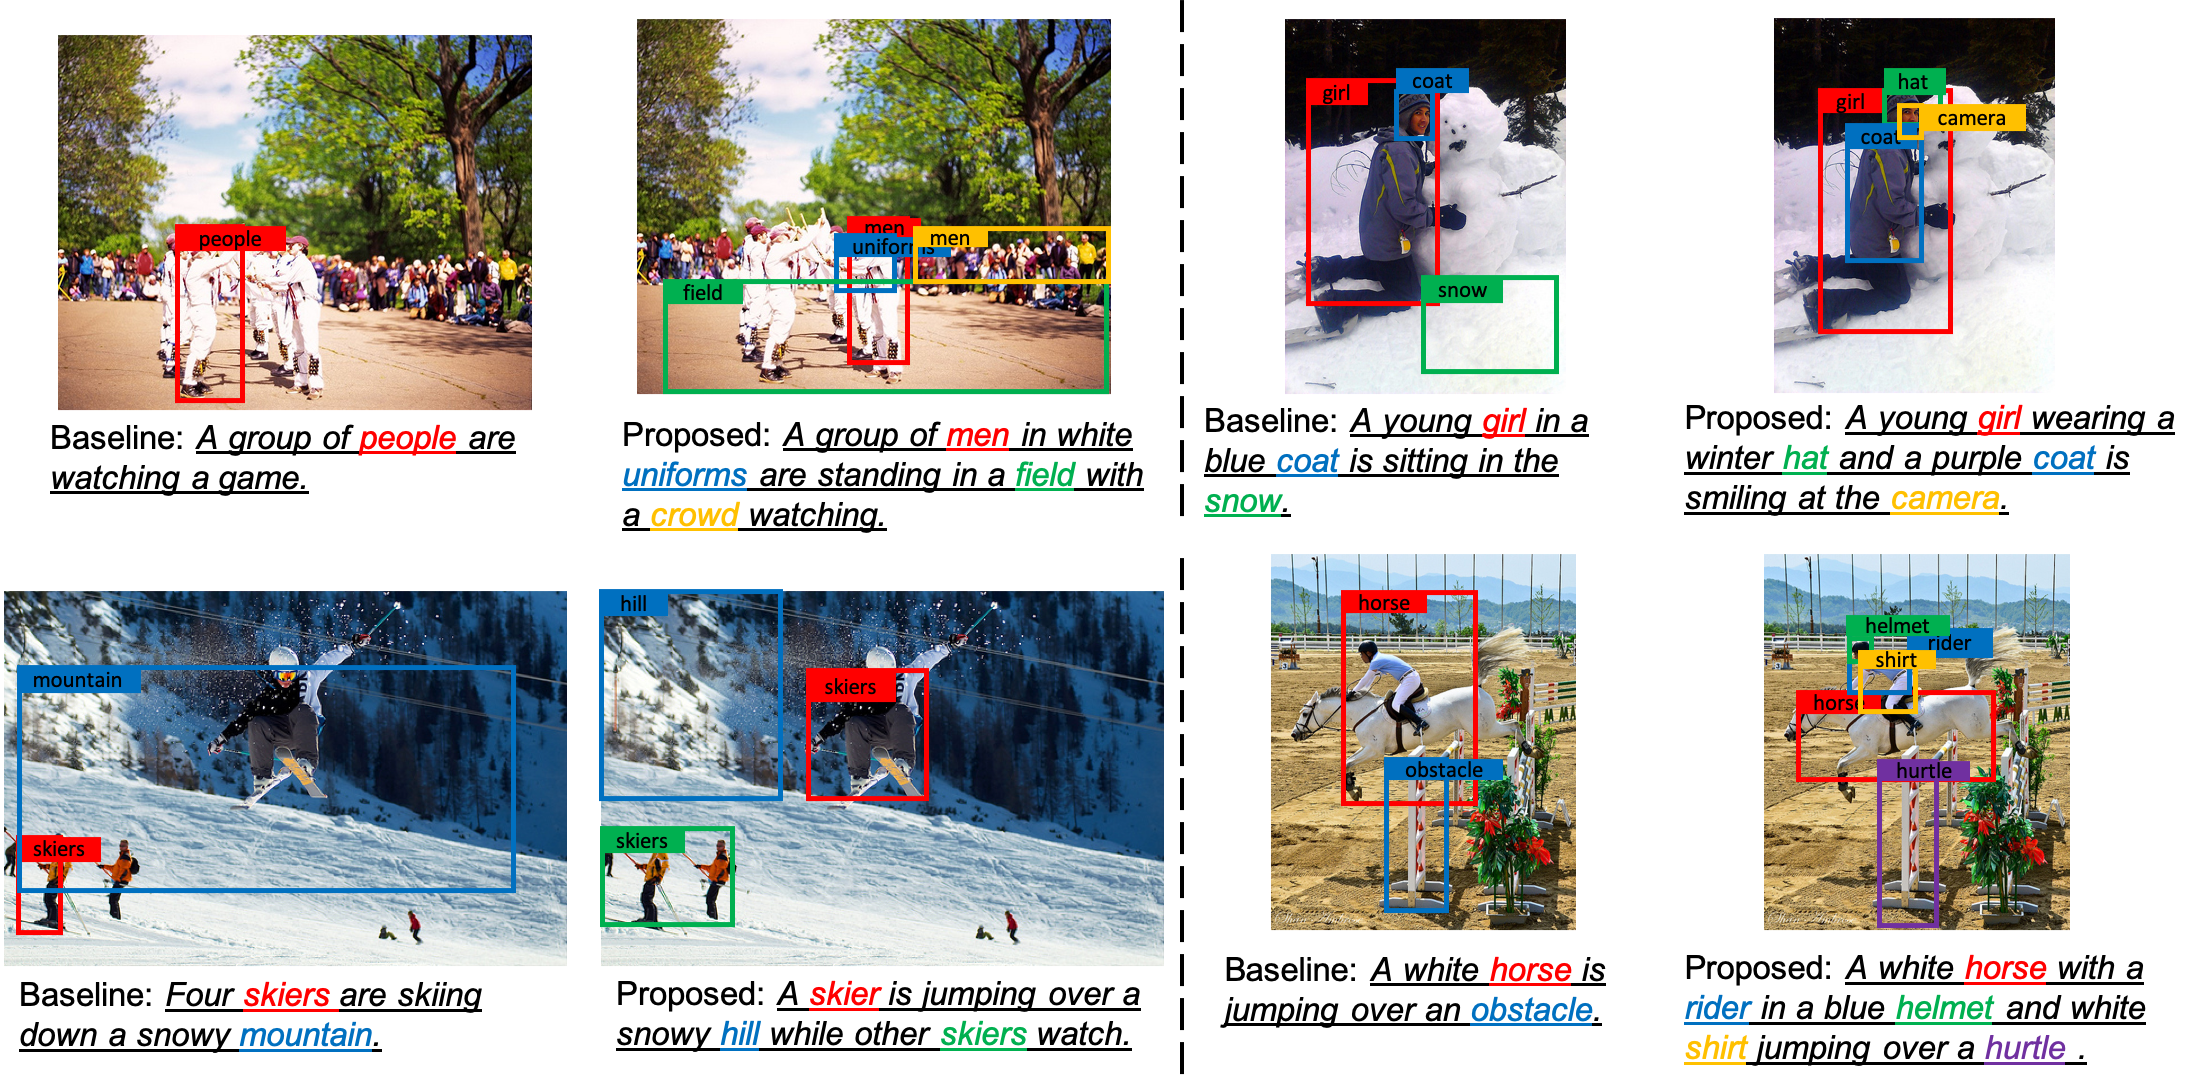 people
men
uniforms
men
field
Baseline: A group of people are
watching a game.
Proposed: A group of men in white
uniforms are standing in a field with
a crowd watching.
girl
coat
snow
hat
girl
camera
coat
Baseline: A young girl in a
blue coat is sitting in the
snow.
Proposed: A young girl wearing a
winter hat and a purple coat is
smiling at the camera.
mountain
skiers
hill
skiers
skiers
Baseline: Four skiers are skiing
down a snowy mountain.
Proposed: A skier is jumping over a
snowy hill while other skiers watch.
horse
obstacle
helmet
rider
shirt
horse
hurtle
Baseline: A white horse is
jumping over an obstacle.
Proposed: A white horse with a
rider in a blue helmet and white
shirt jumping over a hurtle .